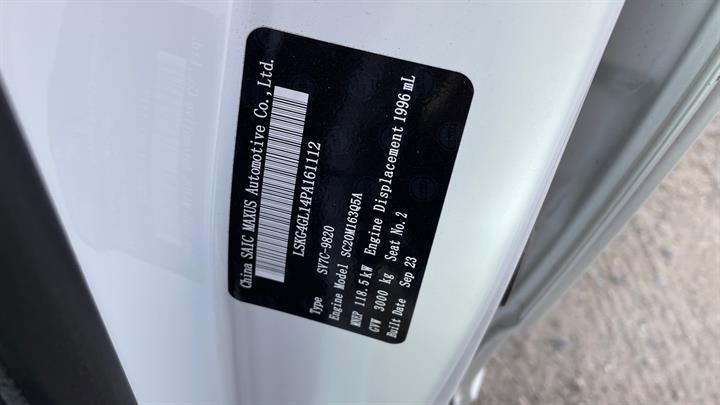 China SAIC MAXUS Automotive Co., Ltd.
LSKG4GL14PA161112
Type SV7C-9820
Engine Model SC20M163Q5A
MNEP 118.5 kW Engine Displacement 1996 mL
GVW 3000 kg Seat No. 2
Built Date Sep 23